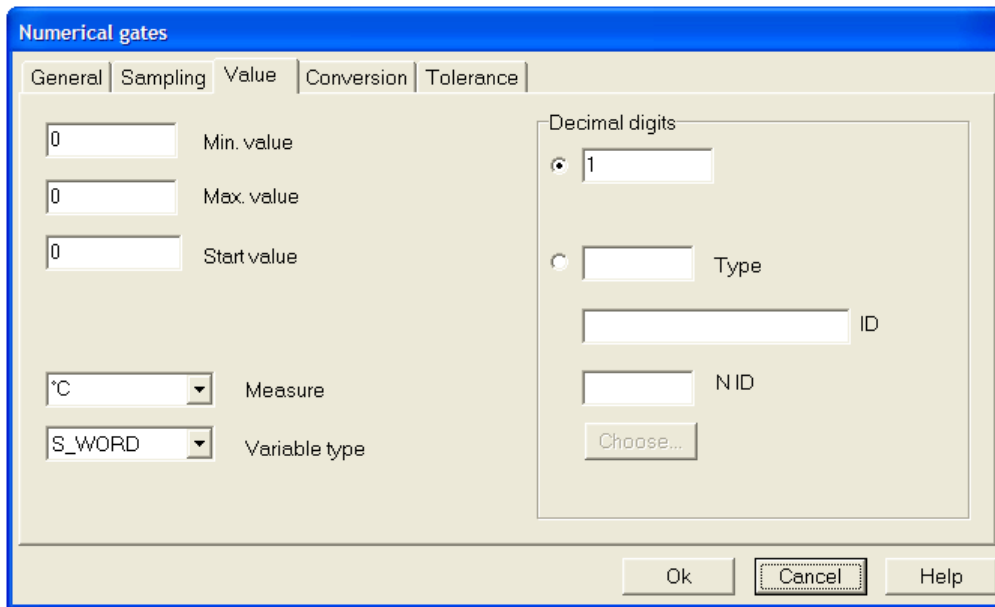 Numerical gates
General Sampling Value Conversion Tolerance
0 Min. value
0 Max. value
0 Start value
°C Measure
S_WORD Variable type
Decimal digits
1
Type
ID
N ID
Choose...
Ok Cancel Help